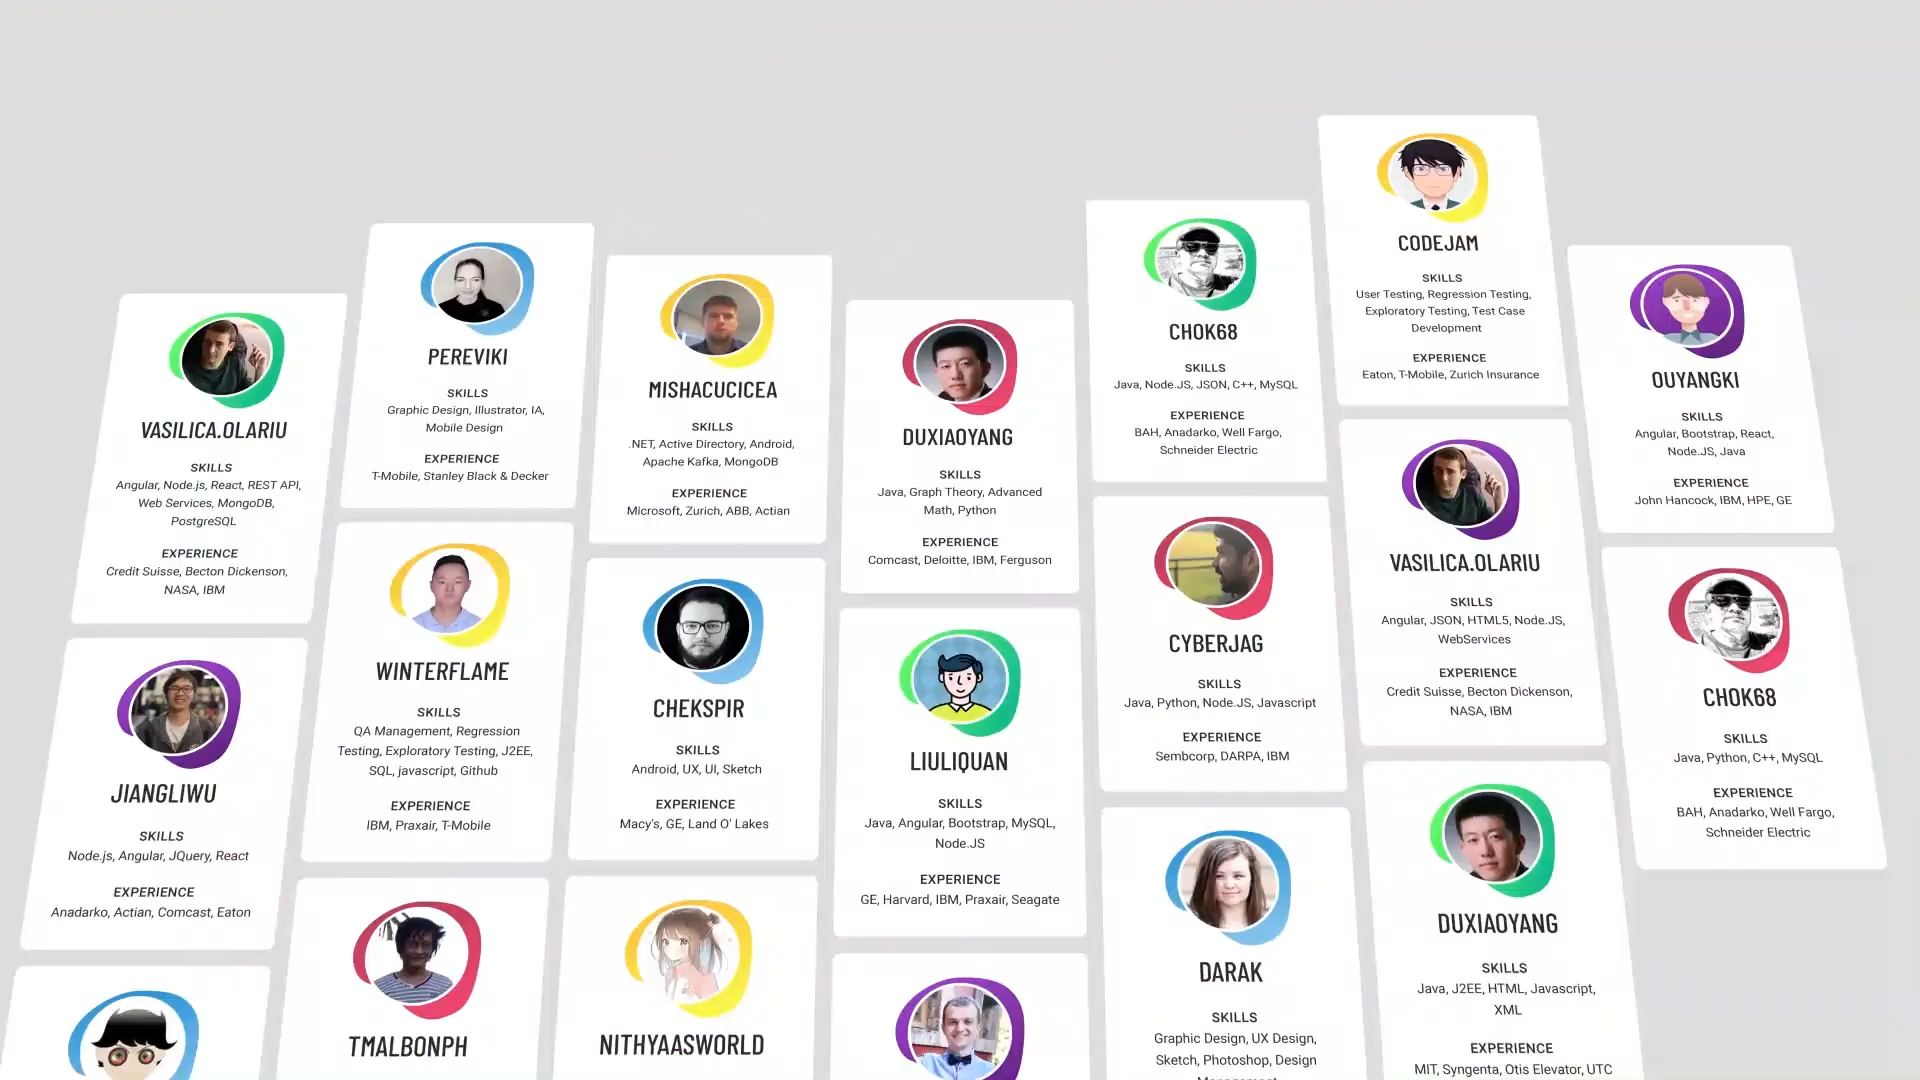 VASILICA.OLARIU
SKILLS
Angular, Node.js, React, REST API,
Web Services, MongoDB,
PostgreSQL
EXPERIENCE
Credit Suisse, Becton Dickenson,
NASA, IBM
JIANGLIWU
SKILLS
Node.js, Angular, JQuery, React
EXPERIENCE
Anadarko, Actian, Comcast, Eaton
PEREVIKI
SKILLS
Graphic Design, Illustrator, IA,
Mobile Design
EXPERIENCE
T-Mobile, Stanley Black & Decker
WINTERFLAME
SKILLS
QA Management, Regression
Testing, Exploratory Testing, J2EE,
SQL, javascript, Github
EXPERIENCE
IBM, Praxair, T-Mobile
TMALBONPH
MISHACUCICEA
SKILLS
.NET, Active Directory, Android,
Apache Kafka, MongoDB
EXPERIENCE
Microsoft, Zurich, ABB, Actian
CHEKSPIR
SKILLS
Android, UX, UI, Sketch
EXPERIENCE
Macy's, GE, Land O' Lakes
NITHYAASWORLD
DUXIAOYANG
SKILLS
Java, Graph Theory, Advanced
Math, Python
EXPERIENCE
Comcast, Deloitte, IBM, Ferguson
LIULIQUAN
SKILLS
Java, Angular, Bootstrap, MySQL,
Node.JS
EXPERIENCE
GE, Harvard, IBM, Praxair, Seagate
CHOK68
SKILLS
Java, Node.JS, JSON, C++, MySQL
EXPERIENCE
BAH, Anadarko, Well Fargo,
Schneider Electric
CYBERJAG
SKILLS
Java, Python, Node.JS, Javascript
EXPERIENCE
Sembcorp, DARPA, IBM
DARAK
SKILLS
Graphic Design, UX Design,
Sketch, Photoshop, Design
CODEJAM
SKILLS
User Testing, Regression Testing,
Exploratory Testing, Test Case
Development
EXPERIENCE
Eaton, T-Mobile, Zurich Insurance
VASILICA.OLARIU
SKILLS
Angular, JSON, HTML5, Node.JS,
WebServices
EXPERIENCE
Credit Suisse, Becton Dickenson,
NASA, IBM
DUXIAOYANG
SKILLS
Java, J2EE, HTML, Javascript,
XML
EXPERIENCE
MIT, Syngenta, Otis Elevator, UTC
OUYANGKI
SKILLS
Angular, Bootstrap, React,
Node.JS, Java
EXPERIENCE
John Hancock, IBM, HPE, GE
CHOK68
SKILLS
Java, Python, C++, MySQL
EXPERIENCE
BAH, Anadarko, Well Fargo,
Schneider Electric